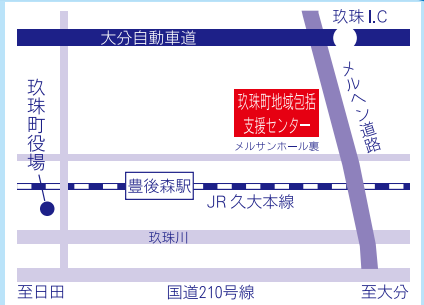 玖珠I.C
大分自動車道
メルヘン道路
玖珠町地域包括
支援センター
メルサンホール裏
玖珠町役場
豊後森駅
JR久大本線
玖珠川
至日田
国道210号線
至大分